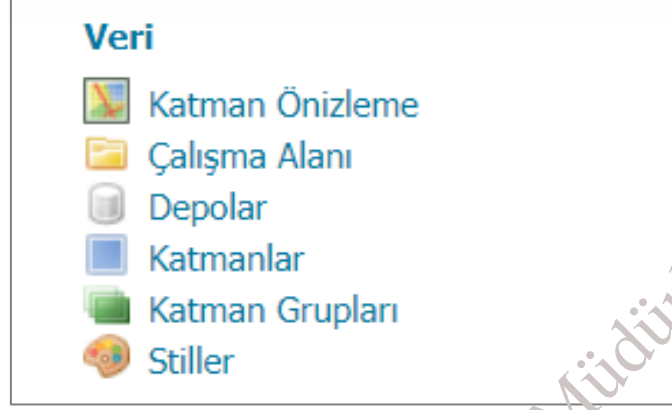 Veri
Katman Önizleme
Çalışma Alanı
Depolar
Katmanlar
Katman Grupları
Stiller